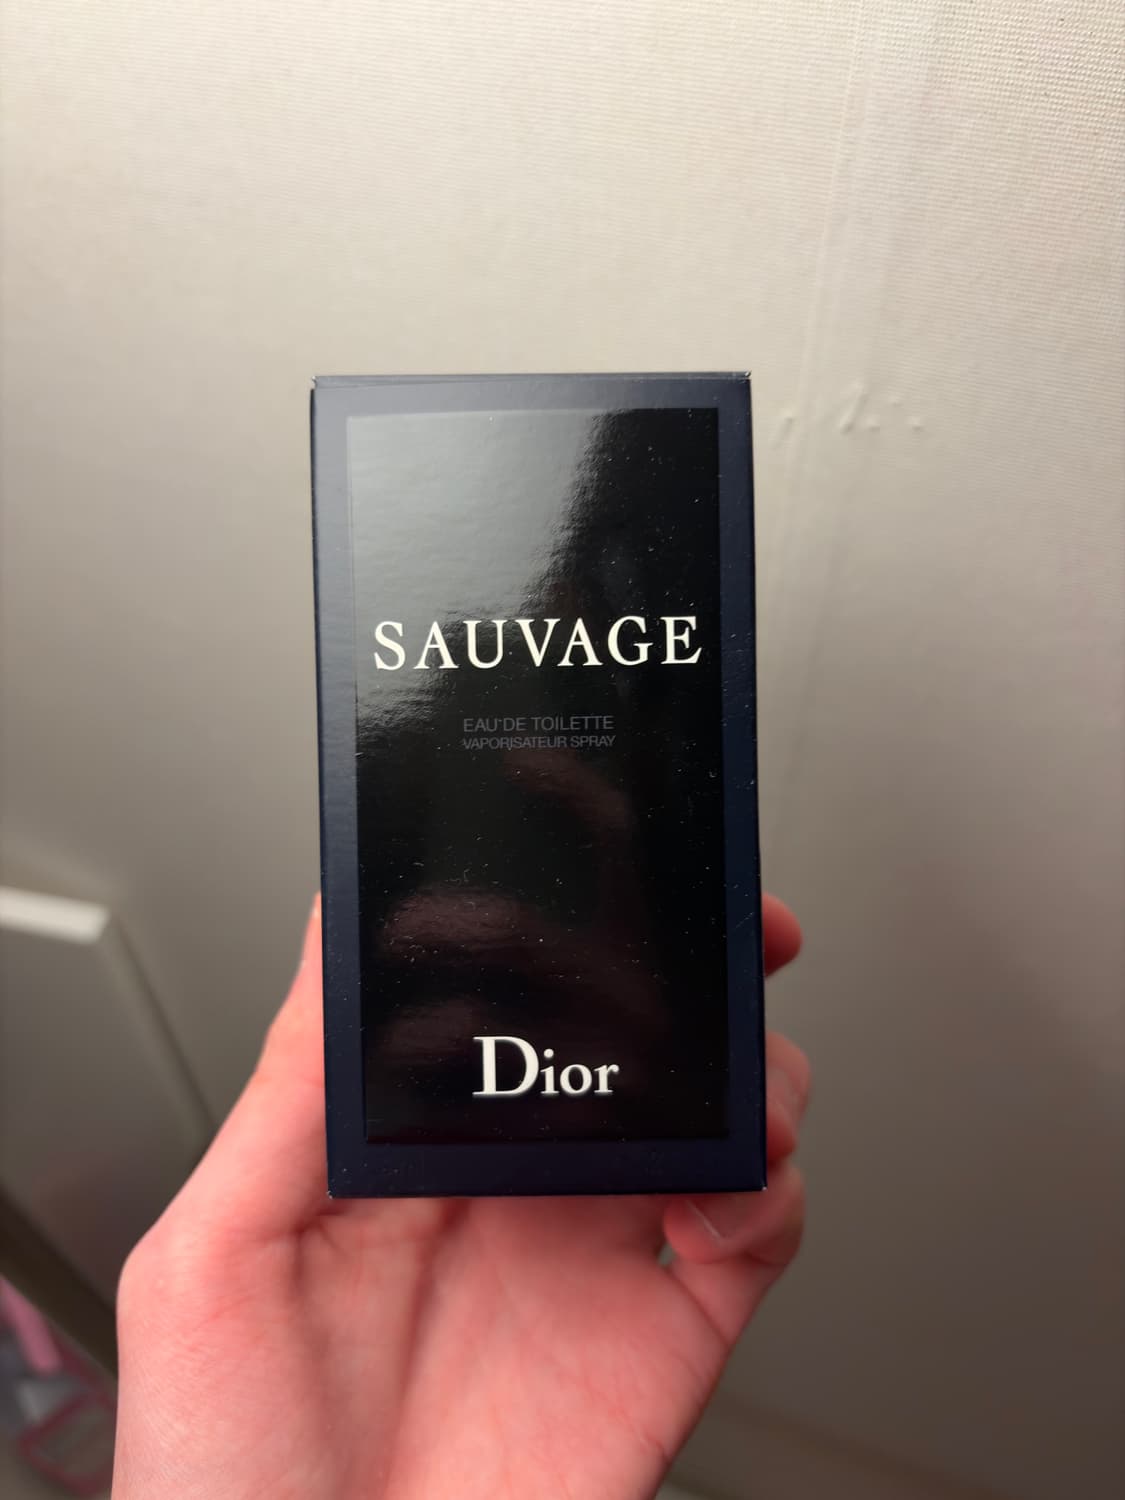 SAUVAGE
EAU DE TOILETTE
VAPORISATEUR SPRAY
Dior